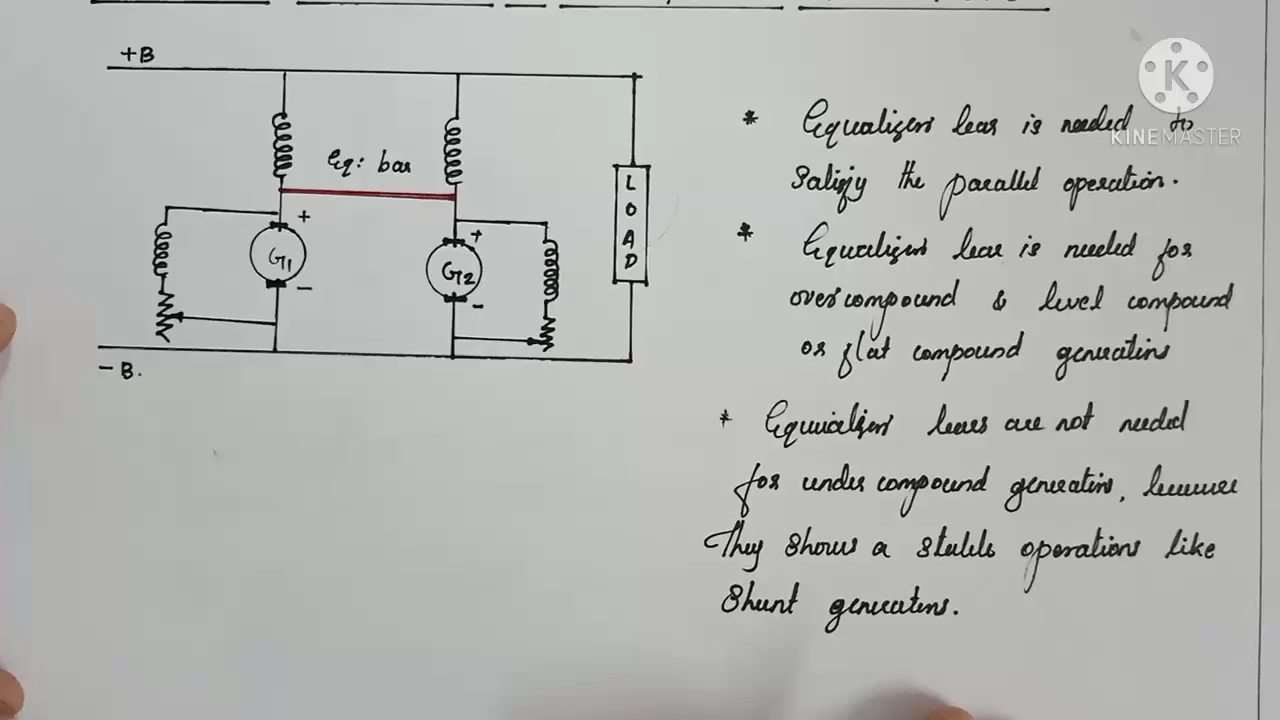 +B
Eq: bar
+
G1
-
+
G2
-
LOAD
- B.
K
KINEMASTER
* Equalizer bar is needed to
satisfy the parallel operation.
* Equalizer bar is needed for
over compound & level compound
or flat compound generators
* Equalizer bars are not needed
for under compound generators, because
They shows a stable operations like
Shunt generators.